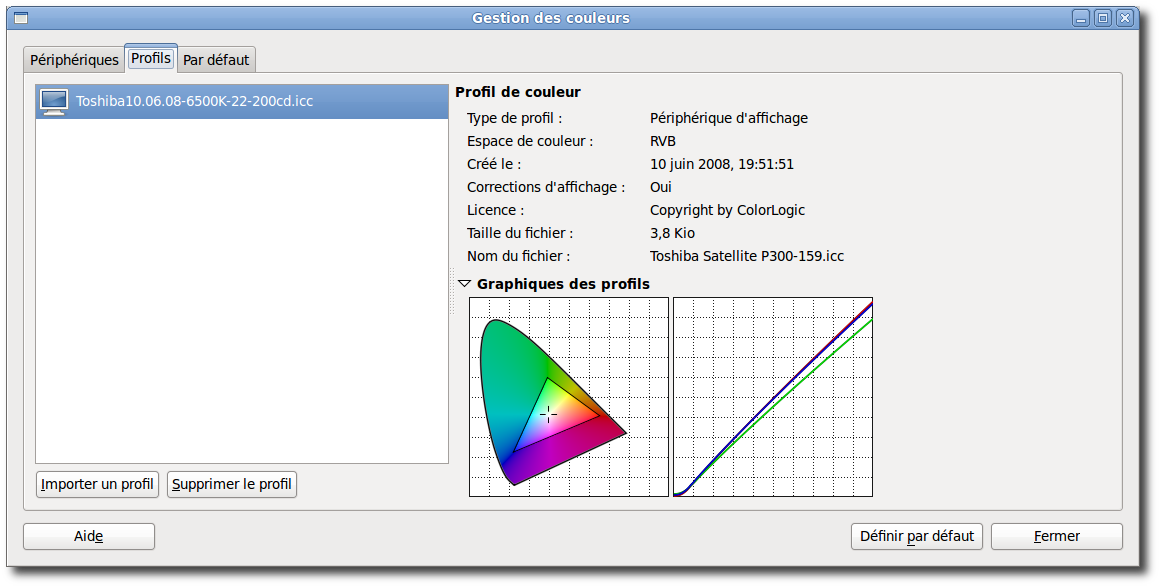 Gestion des couleurs
Périphériques
Profils
Par défaut
Toshiba10.06.08-6500K-22-200cd.icc
Profil de couleur
Type de profil : Périphérique d'affichage
Espace de couleur : RVB
Créé le : 10 juin 2008, 19:51:51
Corrections d'affichage : Oui
Licence : Copyright by ColorLogic
Taille du fichier : 3,8 Kio
Nom du fichier : Toshiba Satellite P300-159.icc
Graphiques des profils
Importer un profil
Supprimer le profil
Aide
Définir par défaut
Fermer